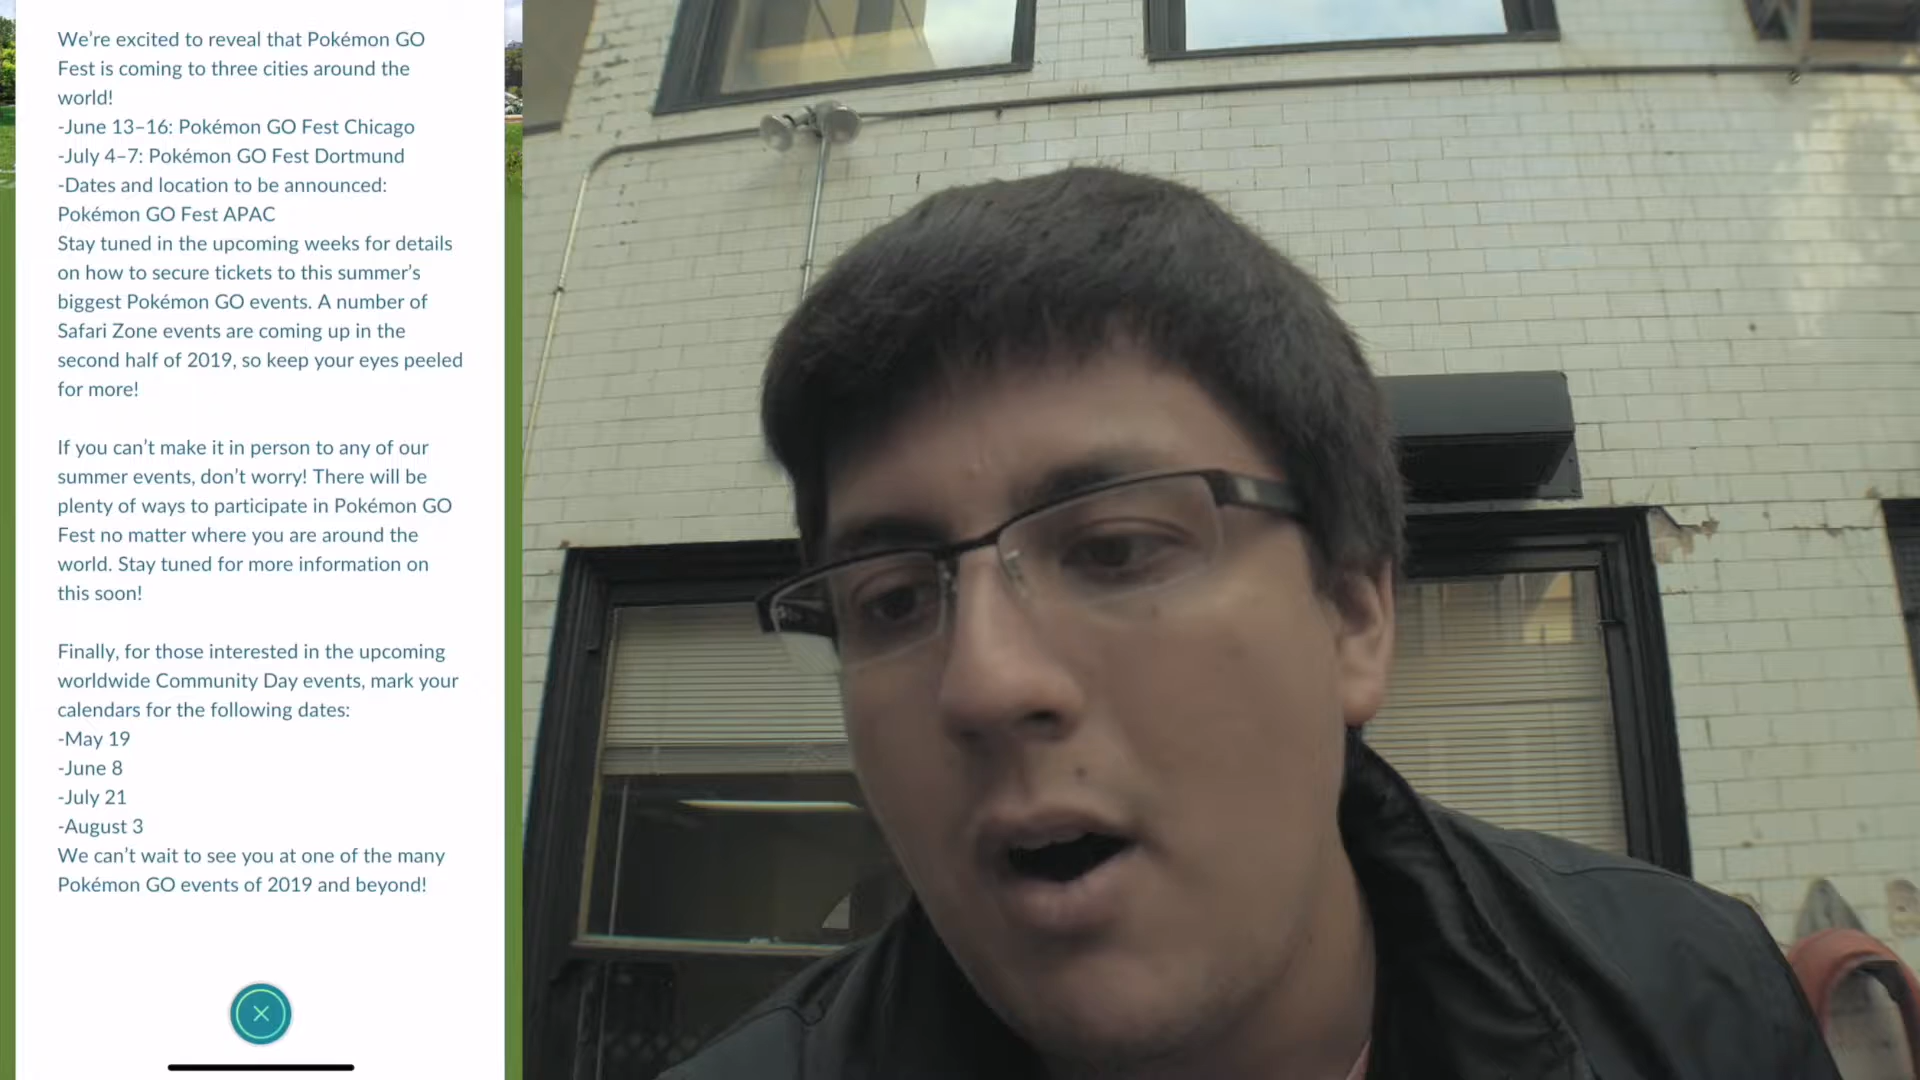 We're excited to reveal that Pokémon GO
Fest is coming to three cities around the
world!
-June 13–16: Pokémon GO Fest Chicago
-July 4–7: Pokémon GO Fest Dortmund
-Dates and location to be announced:
Pokémon GO Fest APAC
Stay tuned in the upcoming weeks for details
on how to secure tickets to this summer's
biggest Pokémon GO events. A number of
Safari Zone events are coming up in the
second half of 2019, so keep your eyes peeled
for more!
If you can't make it in person to any of our
summer events, don't worry! There will be
plenty of ways to participate in Pokémon GO
Fest no matter where you are around the
world. Stay tuned for more information on
this soon!
Finally, for those interested in the upcoming
worldwide Community Day events, mark your
calendars for the following dates:
-May 19
-June 8
-July 21
-August 3
We can't wait to see you at one of the many
Pokémon GO events of 2019 and beyond!